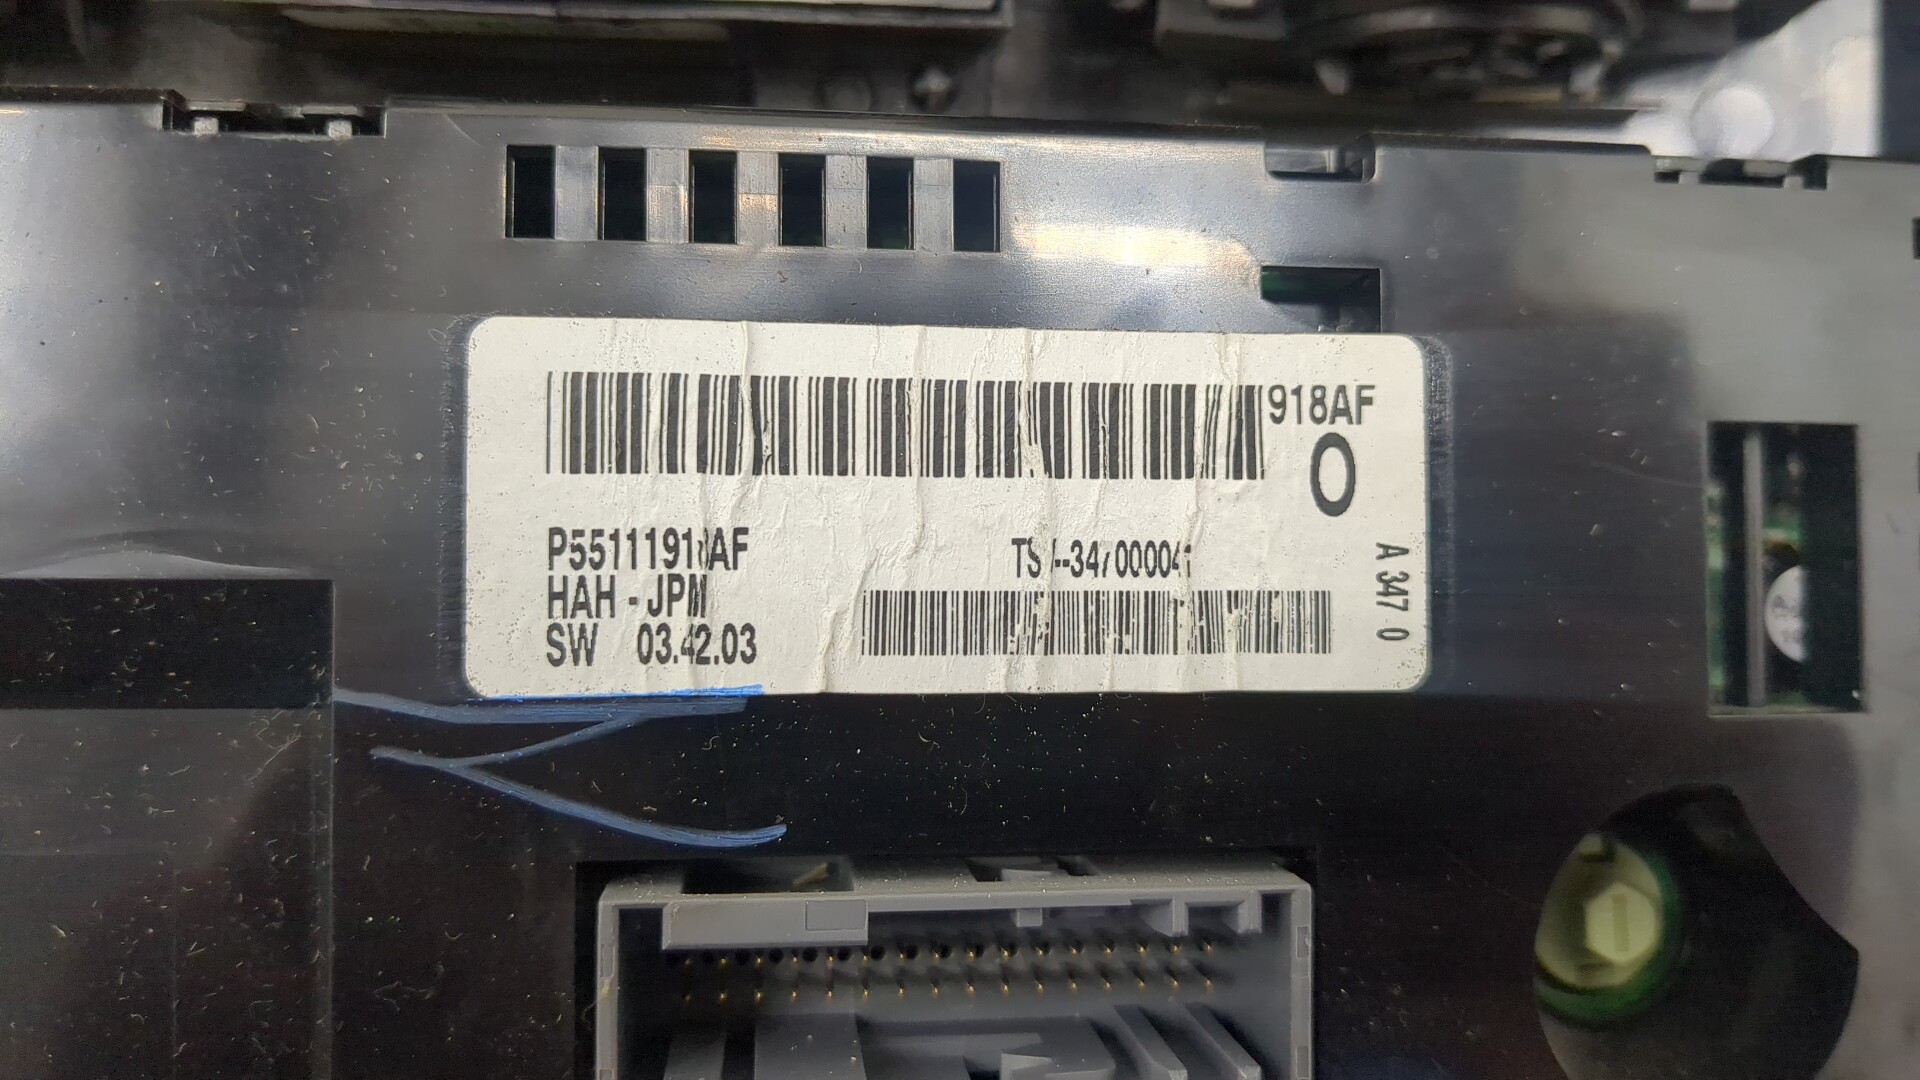 918AF
O
P55111918AF
HAH - JPM
SW 03.42.03
A 347 0